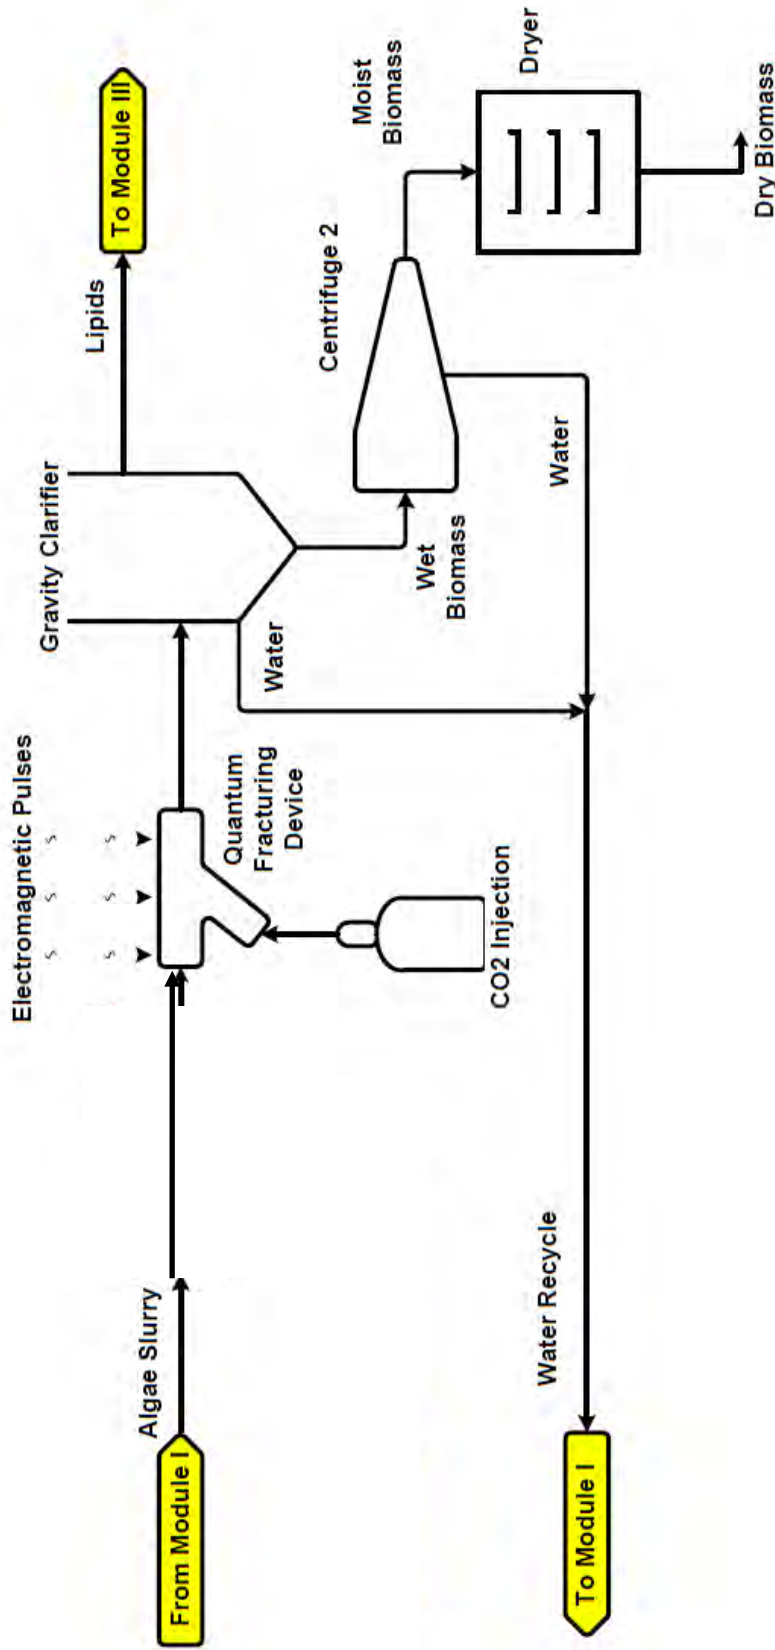 Electromagnetic Pulses
Gravity Clarifier
Lipids
To Module III
From Module I
Algae Slurry
Quantum
Fracturing
Device
CO2 Injection
Water
Wet
Biomass
Centrifuge 2
Moist
Biomass
Dryer
Dry Biomass
Water
Water Recycle
To Module I